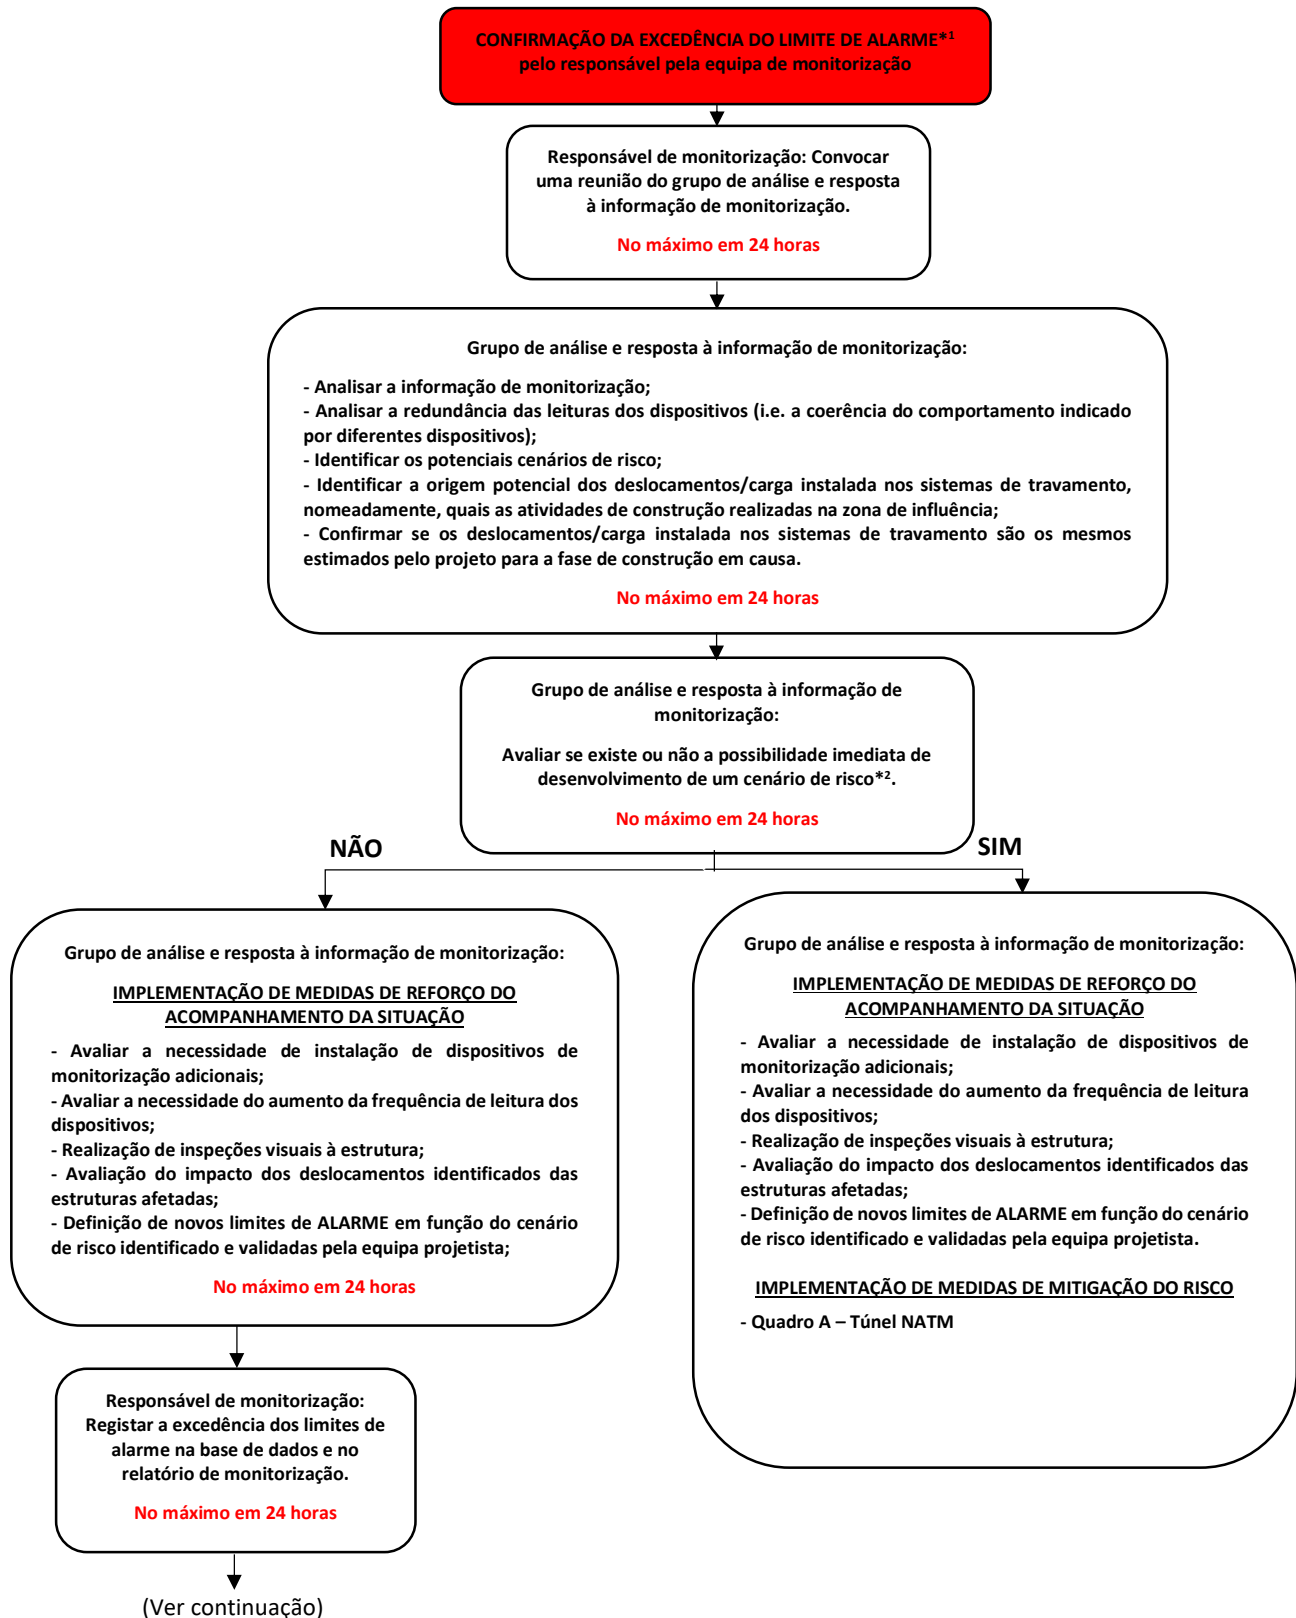 CONFIRMAÇÃO DA EXCEDÊNCIA DO LIMITE DE ALARME*1
pelo responsável pela equipa de monitorização
Responsável de monitorização: Convocar
uma reunião do grupo de análise e resposta
à informação de monitorização.
No máximo em 24 horas
Grupo de análise e resposta à informação de monitorização:
- Analisar a informação de monitorização;
- Analisar a redundância das leituras dos dispositivos (i.e. a coerência do comportamento indicado
por diferentes dispositivos);
- Identificar os potenciais cenários de risco;
- Identificar a origem potencial dos deslocamentos/carga instalada nos sistemas de travamento,
nomeadamente, quais as atividades de construção realizadas na zona de influência;
- Confirmar se os deslocamentos/carga instalada nos sistemas de travamento são os mesmos
estimados pelo projeto para a fase de construção em causa.
No máximo em 24 horas
Grupo de análise e resposta à informação de
monitorização:
Avaliar se existe ou não a possibilidade imediata de
desenvolvimento de um cenário de risco*2.
No máximo em 24 horas
NÃO
SIM
Grupo de análise e resposta à informação de monitorização:
IMPLEMENTAÇÃO DE MEDIDAS DE REFORÇO DO
ACOMPANHAMENTO DA SITUAÇÃO
- Avaliar a necessidade de instalação de dispositivos de
monitorização adicionais;
- Avaliar a necessidade do aumento da frequência de leitura dos
dispositivos;
- Realização de inspeções visuais à estrutura;
- Avaliação do impacto dos deslocamentos identificados das
estruturas afetadas;
- Definição de novos limites de ALARME em função do cenário
de risco identificado e validadas pela equipa projetista;
No máximo em 24 horas
Grupo de análise e resposta à informação de monitorização:
IMPLEMENTAÇÃO DE MEDIDAS DE REFORÇO DO
ACOMPANHAMENTO DA SITUAÇÃO
- Avaliar a necessidade de instalação de dispositivos de
monitorização adicionais;
- Avaliar a necessidade do aumento da frequência de leitura
dos dispositivos;
- Realização de inspeções visuais à estrutura;
- Avaliação do impacto dos deslocamentos identificados das
estruturas afetadas;
- Definição de novos limites de ALARME em função do cenário
de risco identificado e validadas pela equipa projetista.
IMPLEMENTAÇÃO DE MEDIDAS DE MITIGAÇÃO DO RISCO
- Quadro A – Túnel NATM
Responsável de monitorização:
Registar a excedência dos limites de
alarme na base de dados e no
relatório de monitorização.
No máximo em 24 horas
(Ver continuação)